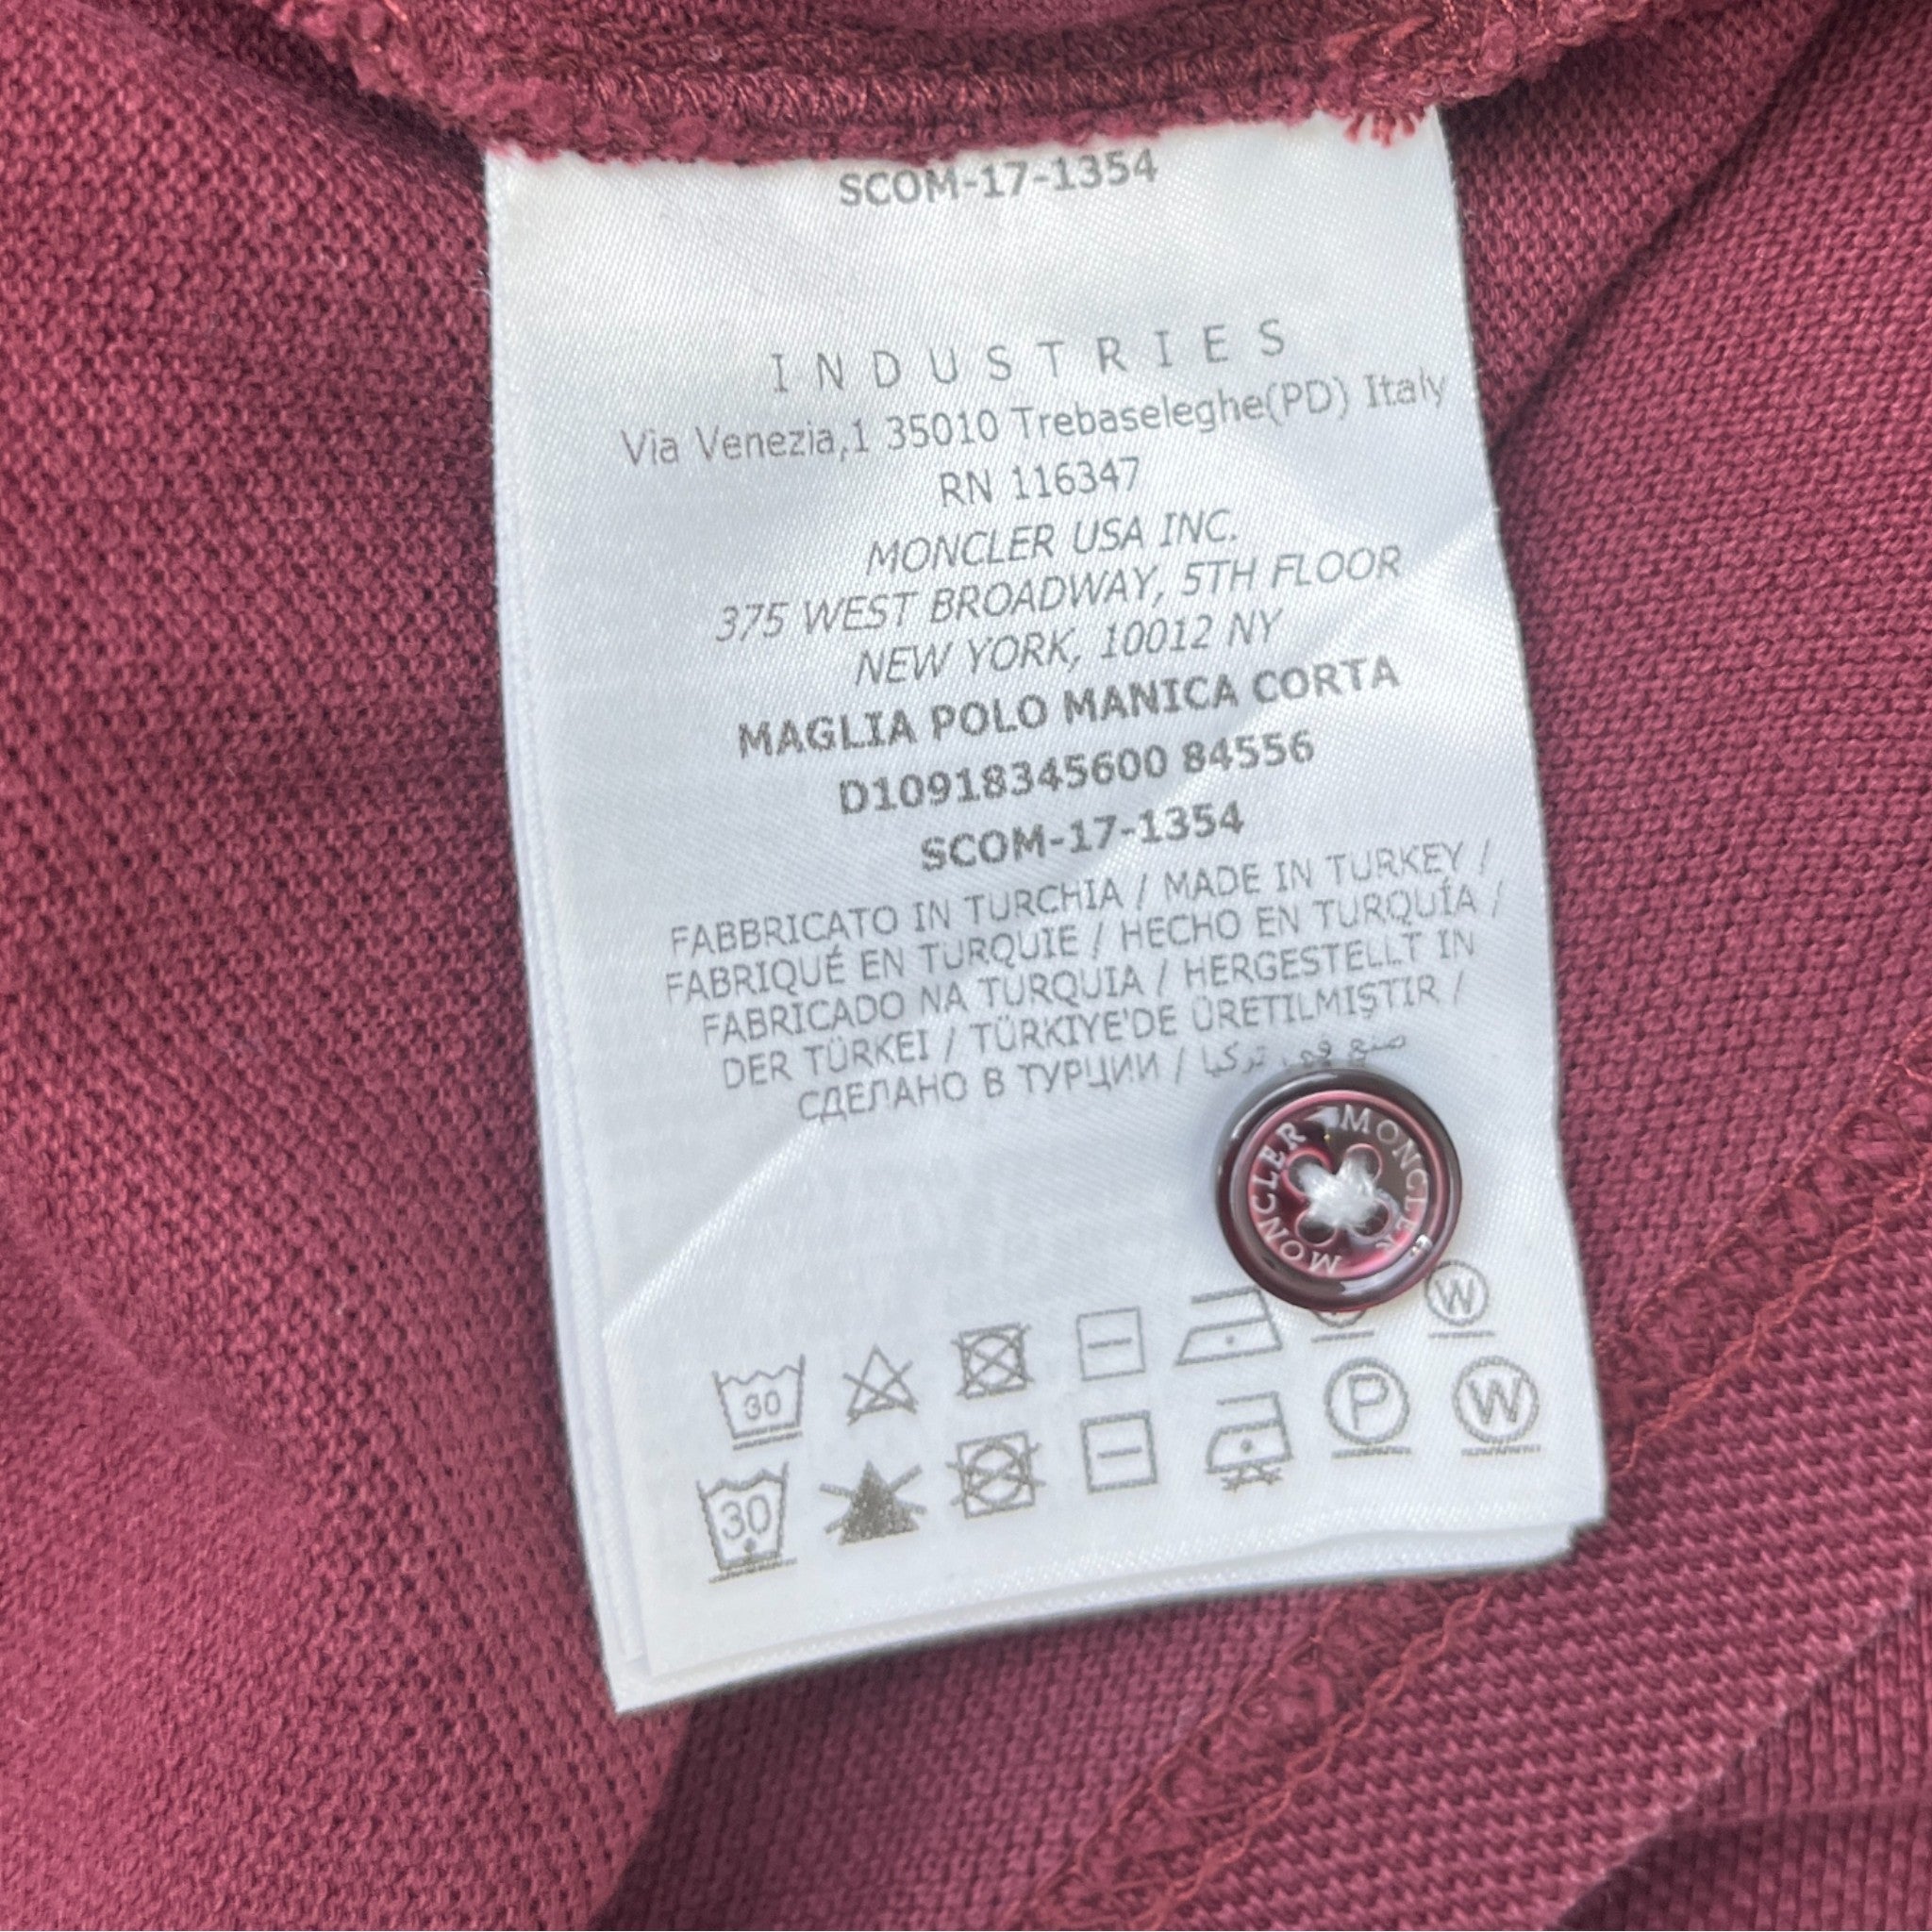 SCOM-17-1354
INDUSTRIES
Via Venezia,1 35010 Trebaseleghe(PD) Italy
RN 116347
MONCLER USA INC.
375 WEST BROADWAY, 5TH FLOOR
NEW YORK, 10012 NY
MAGLIA POLO MANICA CORTA
D10918345600 84556
SCOM-17-1354
FABBRICATO IN TURCHIA / MADE IN TURKEY /
FABRIQUÉ EN TURQUIE / HECHO EN TURQUÍA /
FABRICADO NA TURQUIA / HERGESTELLT IN
DER TÜRKEI / TÜRKIYE'DE ÜRETILMIŞTIR /
СДЕЛАНО В ТУРЦИИ / صنع في تركيا
MONCLER MONCLER
30 W
30 P W